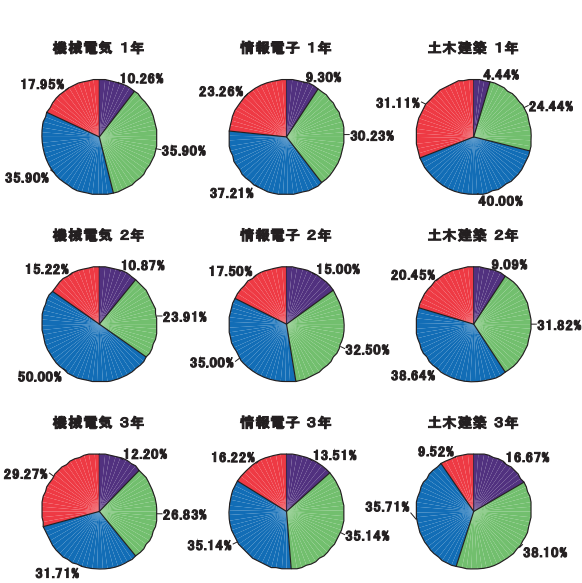 機械電気 1年 情報電子 1年 土木建築 1年
17.95% 10.26% 23.26% 9.30% 31.11% 4.44%
35.90% 30.23% 24.44%
35.90% 37.21% 40.00%
機械電気 2年 情報電子 2年 土木建築 2年
15.22% 10.87% 17.50% 15.00% 20.45% 9.09%
23.91% 32.50% 31.82%
50.00% 35.00% 38.64%
機械電気 3年 情報電子 3年 土木建築 3年
29.27% 12.20% 16.22% 13.51% 9.52% 16.67%
26.83% 35.14% 35.71%
31.71% 35.14% 38.10%